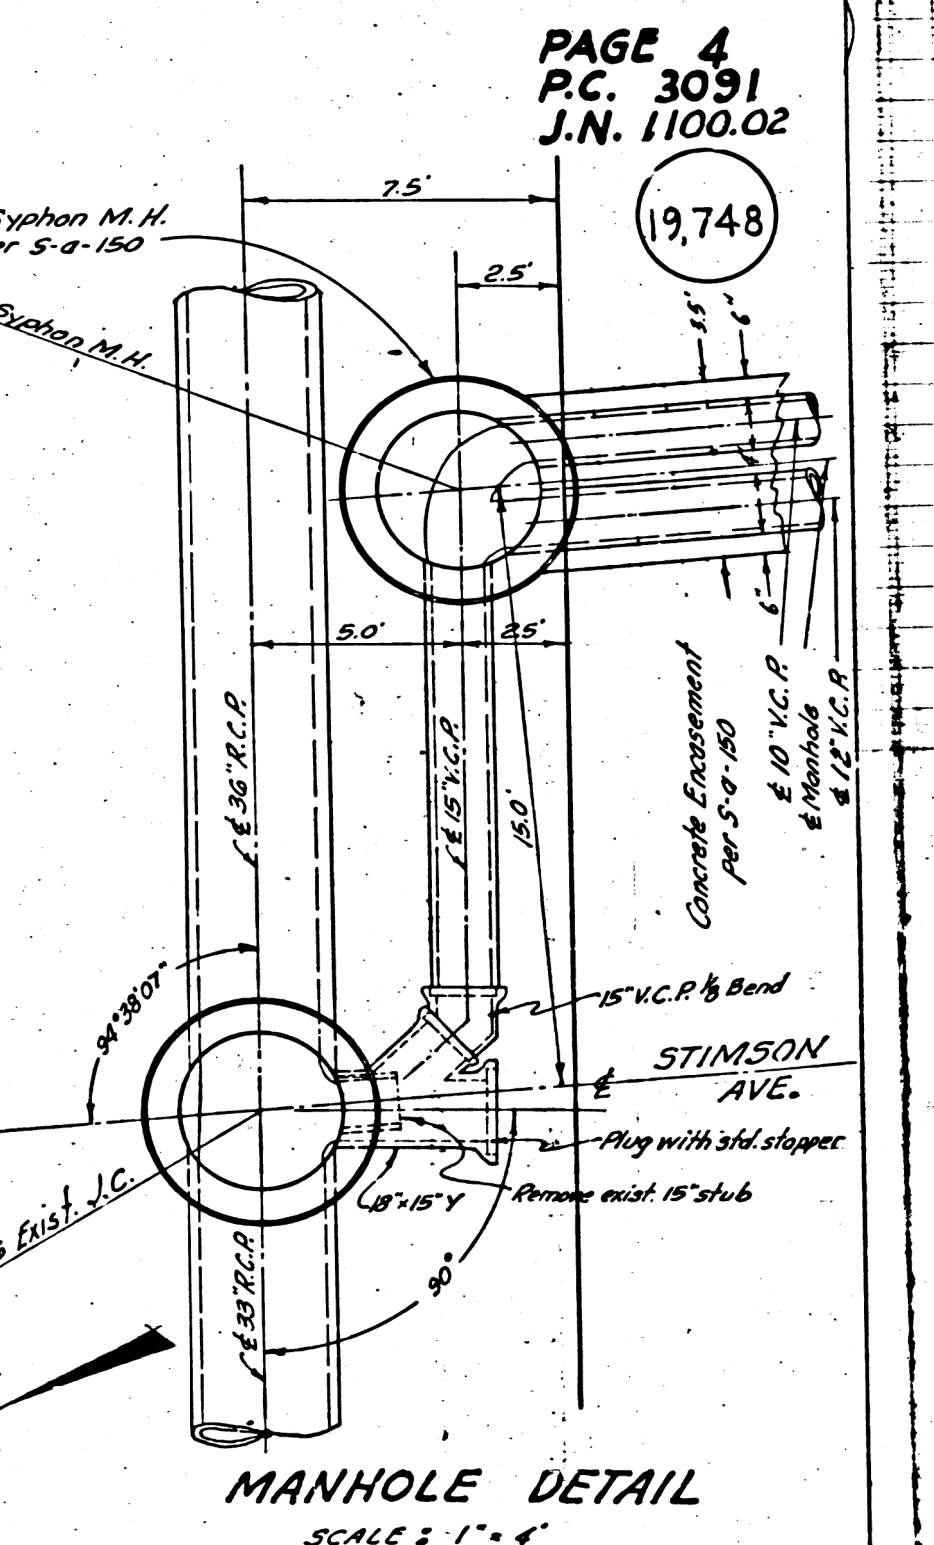 PAGE 4
P.C. 3091
J.N. 1100.02
19,748
7.5'
Syphon M.H.
per S-a-150
2.5'
3.5'
6"
Syphon M.H.
5.0'
2.5'
6"
℄ 36" R.C.P.
℄ 15" V.C.P.
15.0'
Concrete Encasement
per S-a-150
℄ 10" V.C.P.
℄ Manhole
℄ 12" V.C.P.
94°38'07"
15" V.C.P. 1/8 Bend
℄
STIMSON
AVE.
Plug with std. stopper
Exist. J.C.
18"x15" Y
Remove exist. 15" stub
90°
℄ 33" R.C.P.
MANHOLE DETAIL
SCALE : 1" = 4'